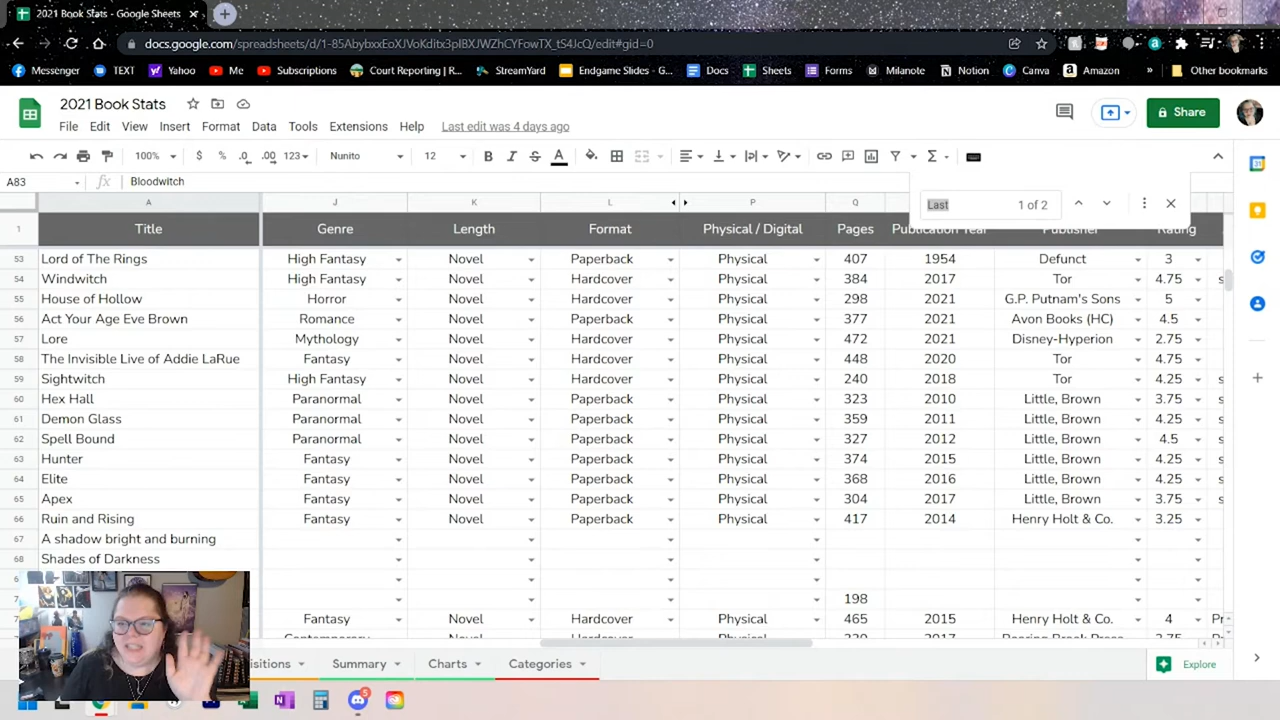 2021 Book Stats - Google Sheets
docs.google.com/spreadsheets/d/1-85AbybxxEoXJVoKditx3pIBXJWZhCYFowTX_tS4JcQ/edit#gid=0
Messenger TEXT Yahoo Me Subscriptions Court Reporting | R... StreamYard Endgame Slides - G... Docs Sheets Forms Milanote Notion Canva Amazon » Other bookmarks
2021 Book Stats
Share
File Edit View Insert Format Data Tools Extensions Help Last edit was 4 days ago
100% $ % .0 .00 123 Nunito 12 B I S A Σ
A83 fx Bloodwitch
Last 1 of 2
A J K L P Q
1 Title Genre Length Format Physical / Digital Pages Publication Year Publisher Rating
53 Lord of The Rings High Fantasy Novel Paperback Physical 407 1954 Defunct 3
54 Windwitch High Fantasy Novel Hardcover Physical 384 2017 Tor 4.75 s
55 House of Hollow Horror Novel Hardcover Physical 298 2021 G.P. Putnam's Sons 5
56 Act Your Age Eve Brown Romance Novel Hardcover Physical 377 2021 Avon Books (HC) 4.5
57 Lore Mythology Novel Hardcover Physical 472 2021 Disney-Hyperion 2.75
58 The Invisible Live of Addie LaRue Fantasy Novel Hardcover Physical 448 2020 Tor 4.75
59 Sightwitch High Fantasy Novel Hardcover Physical 240 2018 Tor 4.25 s
60 Hex Hall Paranormal Novel Paperback Physical 323 2010 Little, Brown 3.75 s
61 Demon Glass Paranormal Novel Paperback Physical 359 2011 Little, Brown 4.25 s
62 Spell Bound Paranormal Novel Paperback Physical 327 2012 Little, Brown 4.5 s
63 Hunter Fantasy Novel Paperback Physical 374 2015 Little, Brown 4.25 s
64 Elite Fantasy Novel Paperback Physical 368 2016 Little, Brown 4.25 s
65 Apex Fantasy Novel Paperback Physical 304 2017 Little, Brown 3.75 s
66 Ruin and Rising Fantasy Novel Paperback Physical 417 2014 Henry Holt & Co. 3.25
67 A shadow bright and burning
68 Shades of Darkness
198
Fantasy Novel Hardcover Physical 465 2015 Henry Holt & Co. 4
isitions Summary Charts Categories Explore
5